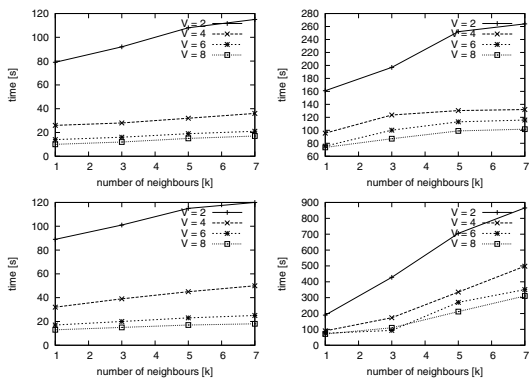 120
100
80
60
40
20
0
time [s]
1 2 3 4 5 6 7
number of neighbours [k]
V = 2
V = 4
V = 6
V = 8
280
260
240
220
200
180
160
140
120
100
80
60
time [s]
1 2 3 4 5 6 7
number of neighbours [k]
V = 2
V = 4
V = 6
V = 8
120
100
80
60
40
20
0
time [s]
1 2 3 4 5 6 7
number of neighbours [k]
V = 2
V = 4
V = 6
V = 8
900
800
700
600
500
400
300
200
100
0
time [s]
1 2 3 4 5 6 7
number of neighbours [k]
V = 2
V = 4
V = 6
V = 8